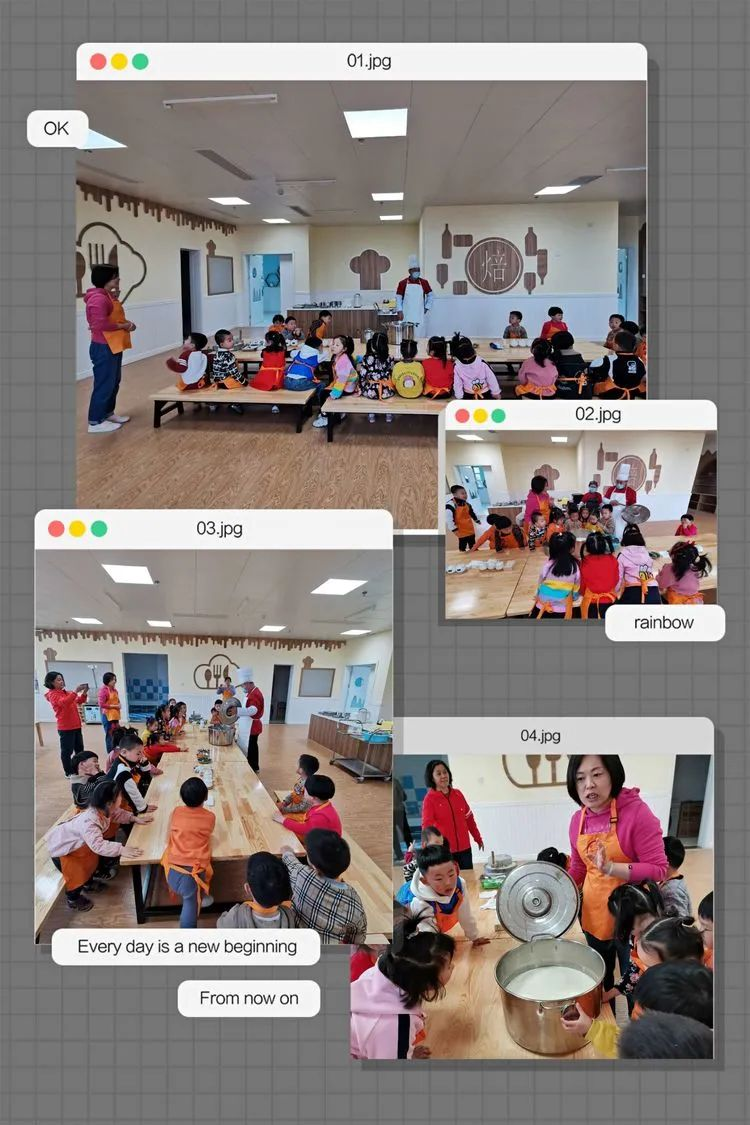 01.jpg
OK
焙
02.jpg
rainbow
03.jpg
Every day is a new beginning
From now on
04.jpg